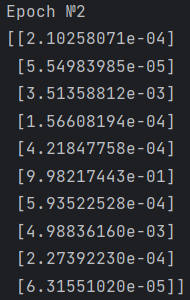 Epoch №2
[[2.10258071e-04]
[5.54983985e-05]
[3.51358812e-03]
[1.56608194e-04]
[4.21847758e-04]
[9.98217443e-01]
[5.93522528e-04]
[4.98836160e-03]
[2.27392230e-04]
[6.31551020e-05]]